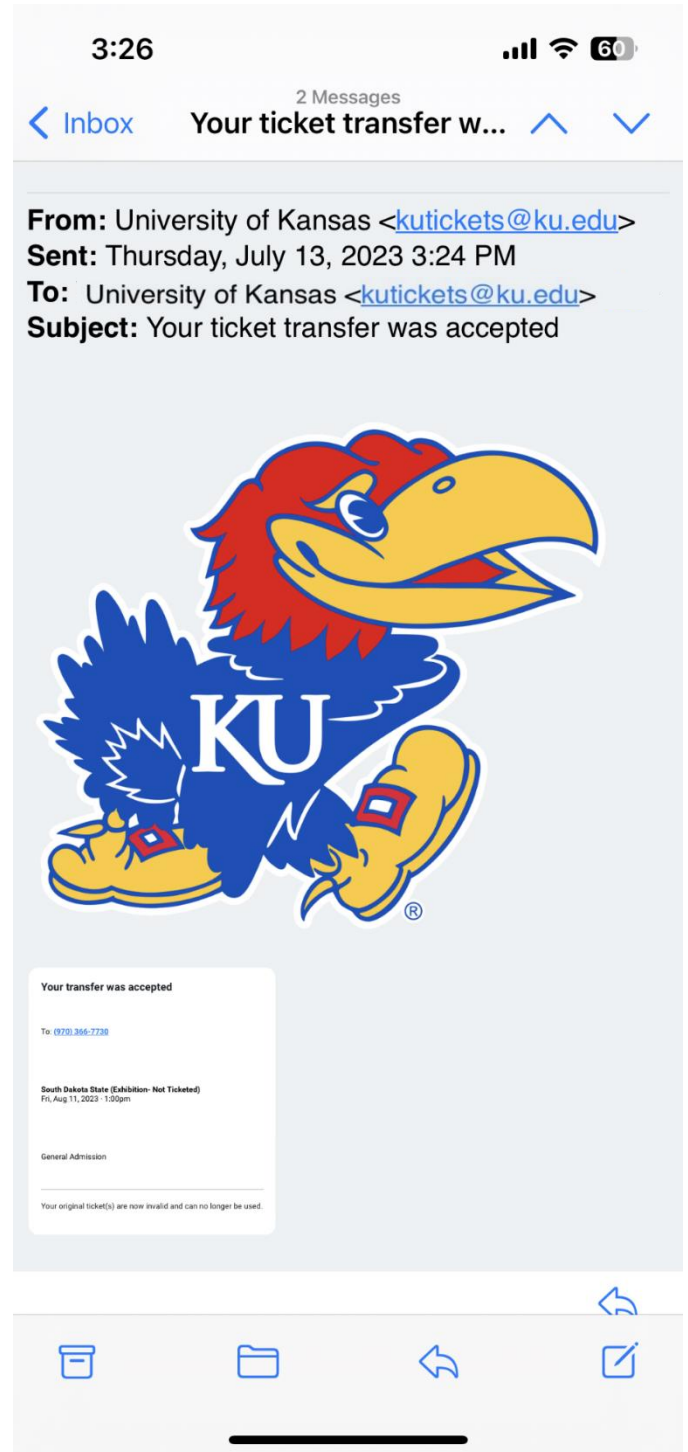 3:26
60
2 Messages
Inbox
Your ticket transfer w...
From: University of Kansas <kutickets@ku.edu>
Sent: Thursday, July 13, 2023 3:24 PM
To: University of Kansas <kutickets@ku.edu>
Subject: Your ticket transfer was accepted
KU
®
Your transfer was accepted
To: (970) 366-7730
South Dakota State (Exhibition- Not Ticketed)
Fri, Aug 11, 2023 · 1:00pm
General Admission
Your original ticket(s) are now invalid and can no longer be used.